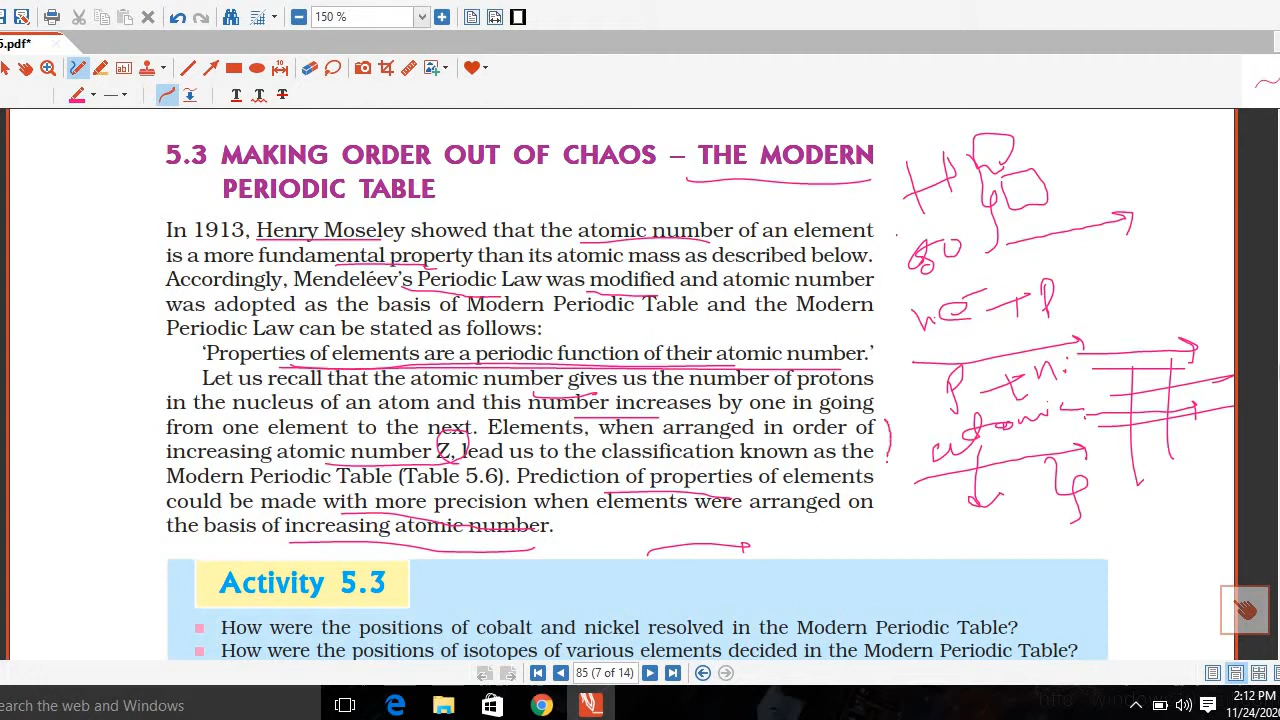 150 %
5.pdf*
5.3 MAKING ORDER OUT OF CHAOS – THE MODERN
PERIODIC TABLE
In 1913, Henry Moseley showed that the atomic number of an element
is a more fundamental property than its atomic mass as described below.
Accordingly, Mendeléev's Periodic Law was modified and atomic number
was adopted as the basis of Modern Periodic Table and the Modern
Periodic Law can be stated as follows:
'Properties of elements are a periodic function of their atomic number.'
Let us recall that the atomic number gives us the number of protons
in the nucleus of an atom and this number increases by one in going
from one element to the next. Elements, when arranged in order of
increasing atomic number Z, lead us to the classification known as the
Modern Periodic Table (Table 5.6). Prediction of properties of elements
could be made with more precision when elements were arranged on
the basis of increasing atomic number.
atomic
Activity 5.3
How were the positions of cobalt and nickel resolved in the Modern Periodic Table?
How were the positions of isotopes of various elements decided in the Modern Periodic Table?
85 (7 of 14)
earch the web and Windows
2:12 PM
11/24/202